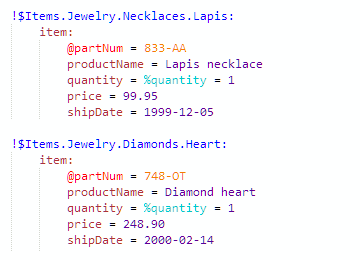 !$Items.Jewelry.Necklaces.Lapis:
item:
@partNum = 833-AA
productName = Lapis necklace
quantity = %quantity = 1
price = 99.95
shipDate = 1999-12-05
!$Items.Jewelry.Diamonds.Heart:
item:
@partNum = 748-OT
productName = Diamond heart
quantity = %quantity = 1
price = 248.90
shipDate = 2000-02-14